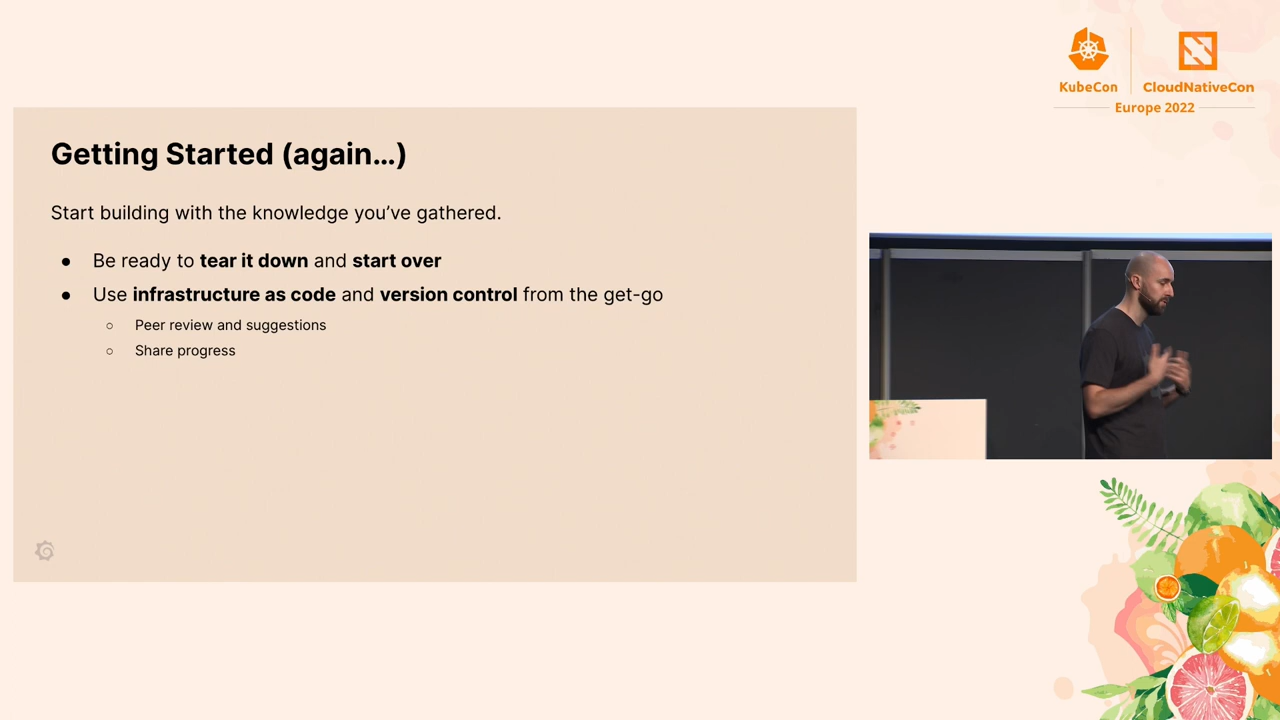 KubeCon
CloudNativeCon
Europe 2022
Getting Started (again…)
Start building with the knowledge you’ve gathered.
● Be ready to tear it down and start over
● Use infrastructure as code and version control from the get-go
○ Peer review and suggestions
○ Share progress